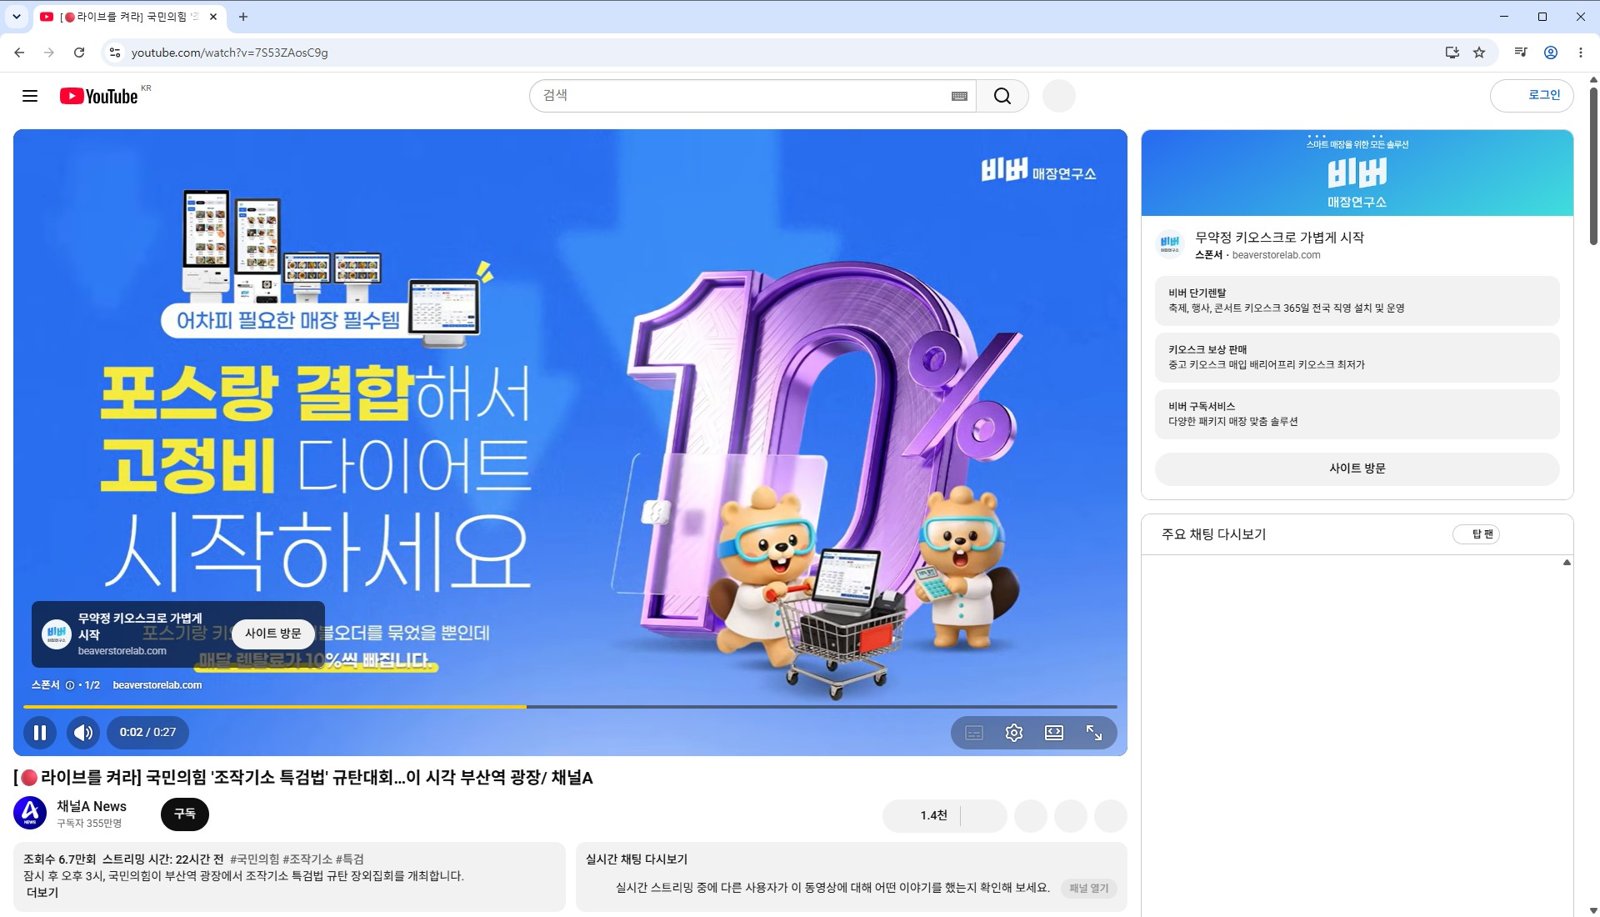 [🔴라이브를 켜라] 국민의힘 '조
youtube.com/watch?v=7S53ZAosC9g
YouTube KR
검색
로그인
비버 매장연구소
어차피 필요한 매장 필수템
포스랑 결합해서
고정비 다이어트
시작하세요
10%
매달 렌탈료가 10%씩 빠집니다.
무약정 키오스크로 가볍게
시작
beaverstorelab.com
사이트 방문
스폰서 • 1/2 beaverstorelab.com
0:02 / 0:27
스마트 매장을 위한 모든 솔루션
비버
매장연구소
비버
무약정 키오스크로 가볍게 시작
스폰서 · beaverstorelab.com
비버 단기렌탈
축제, 행사, 콘서트 키오스크 365일 전국 직영 설치 및 운영
키오스크 보상 판매
중고 키오스크 매입 배리어프리 키오스크 최저가
비버 구독서비스
다양한 패키지 매장 맞춤 솔루션
사이트 방문
주요 채팅 다시보기
탑 팬
[🔴라이브를 켜라] 국민의힘 '조작기소 특검법' 규탄대회...이 시각 부산역 광장/ 채널A
채널A News
구독자 355만명
구독
1.4천
조회수 6.7만회 스트리밍 시간: 22시간 전 #국민의힘 #조작기소 #특검
잠시 후 오후 3시, 국민의힘이 부산역 광장에서 조작기소 특검법 규탄 장외집회를 개최합니다.
더보기
실시간 채팅 다시보기
실시간 스트리밍 중에 다른 사용자가 이 동영상에 대해 어떤 이야기를 했는지 확인해 보세요.
패널 열기